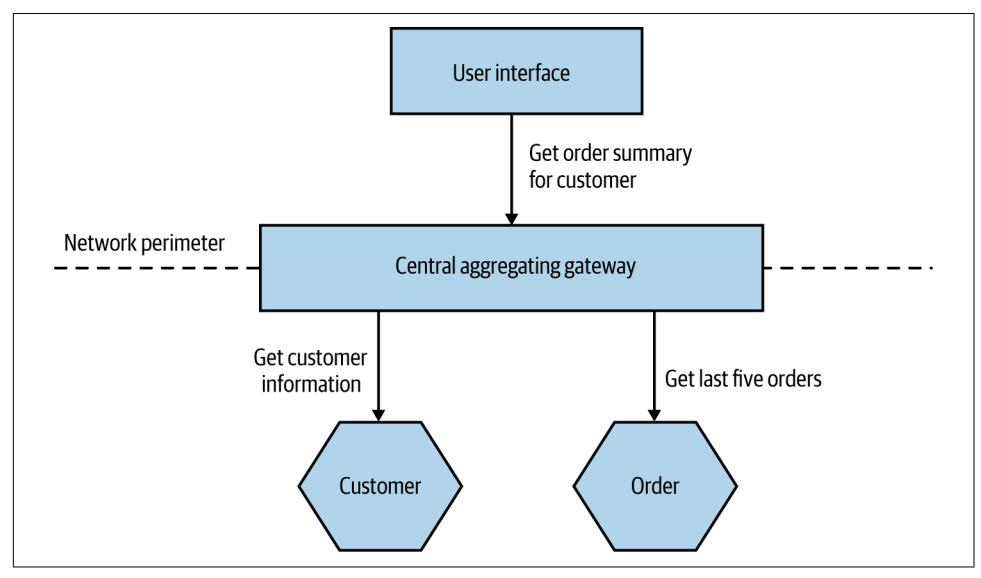 User interface
Get order summary
for customer
Network perimeter
Central aggregating gateway
Get customer
information
Get last five orders
Customer
Order